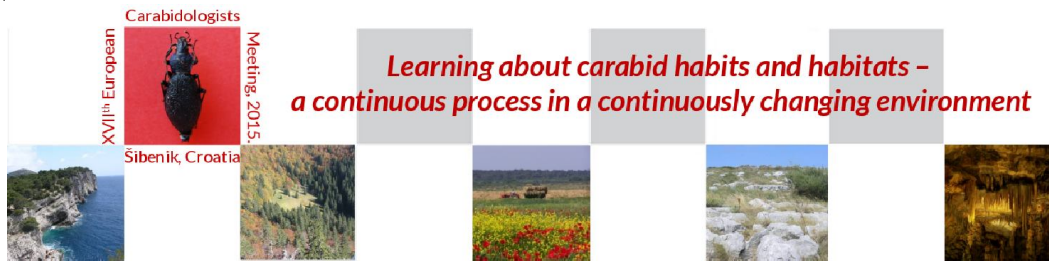 Carabidologists
XVIIth European
Meeting, 2015.
Šibenik, Croatia
Learning about carabid habits and habitats –
a continuous process in a continuously changing environment